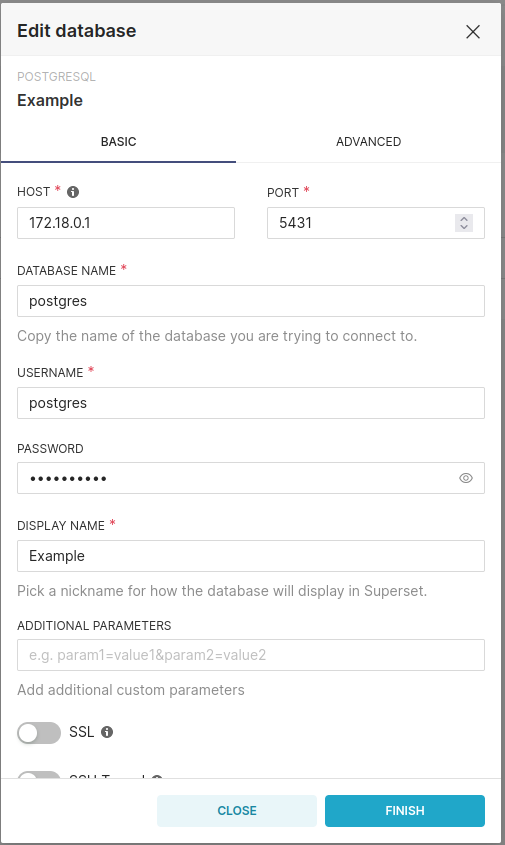 Edit database
POSTGRESQL
Example
BASIC ADVANCED
HOST * PORT *
172.18.0.1 5431
DATABASE NAME *
postgres
Copy the name of the database you are trying to connect to.
USERNAME *
postgres
PASSWORD
••••••••••
DISPLAY NAME *
Example
Pick a nickname for how the database will display in Superset.
ADDITIONAL PARAMETERS
e.g. param1=value1&param2=value2
Add additional custom parameters
SSL
CLOSE FINISH